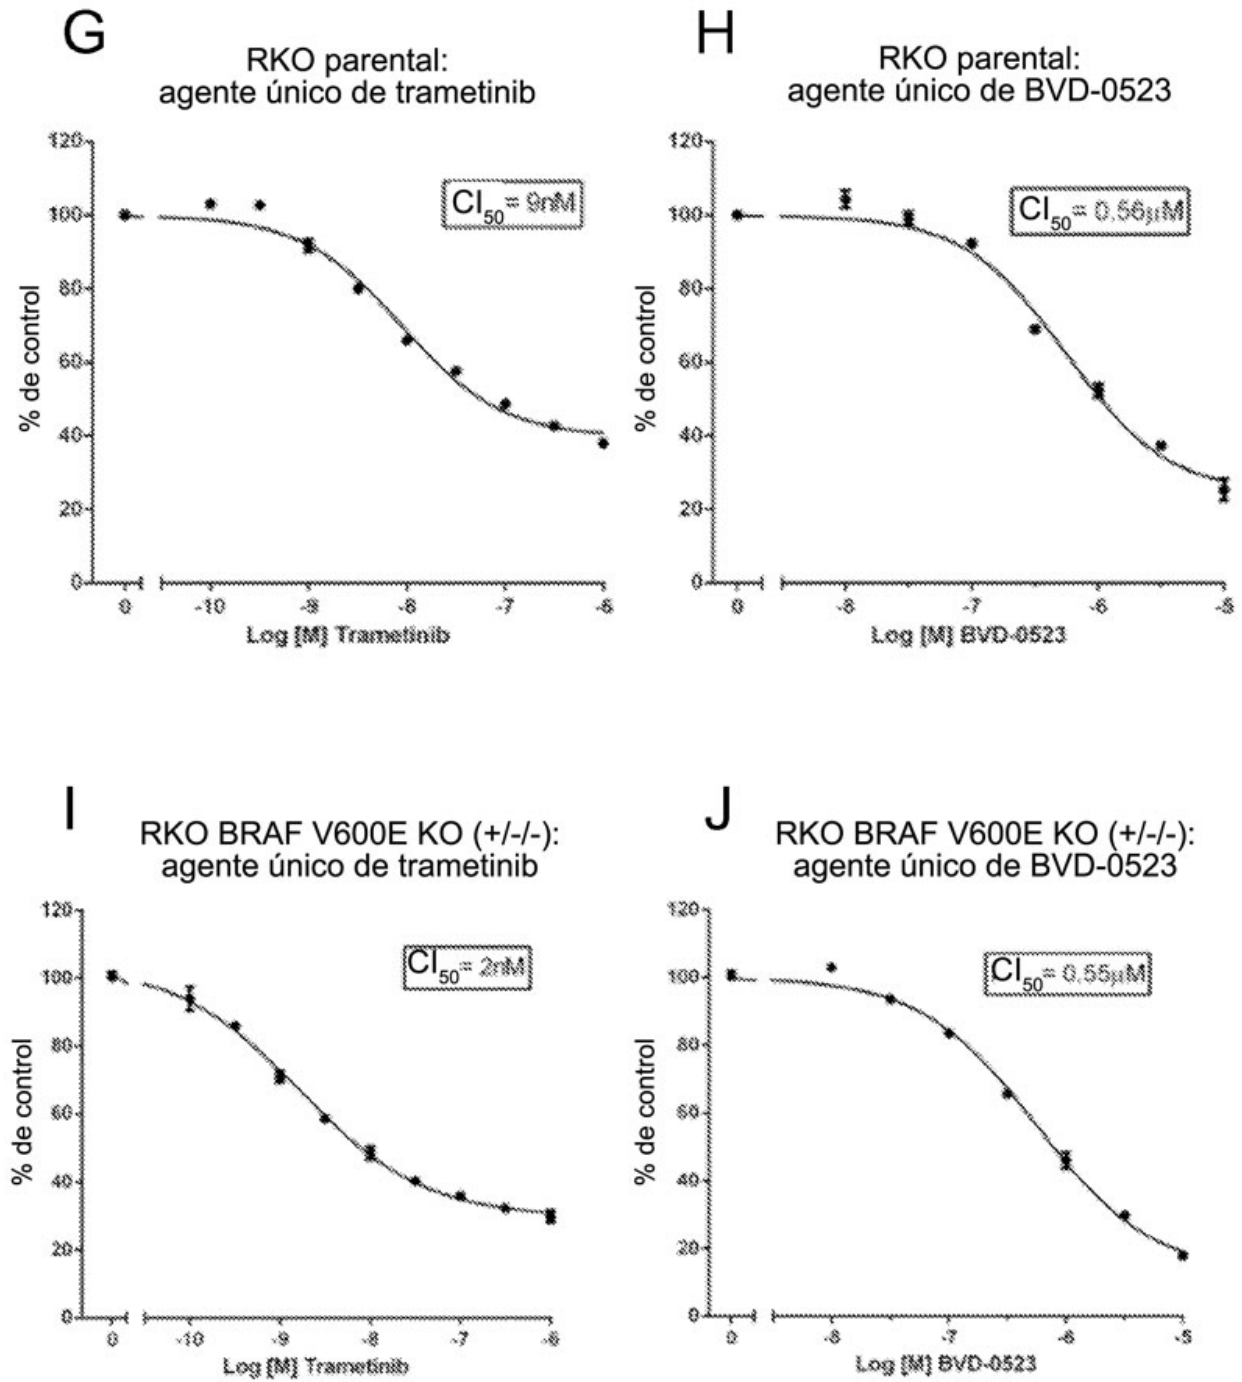 G
RKO parental:
agente único de trametinib
120
100
80
60
40
20
0
% de control
CI50= 9nM
0 -10 -9 -8 -7 -6
Log [M] Trametinib
H
RKO parental:
agente único de BVD-0523
120
100
80
60
40
20
0
% de control
CI50= 0.56µM
0 -8 -7 -6 -5
Log [M] BVD-0523
I
RKO BRAF V600E KO (+/-/-):
agente único de trametinib
120
100
80
60
40
20
0
% de control
CI50= 2nM
0 -10 -9 -8 -7 -6
Log [M] Trametinib
J
RKO BRAF V600E KO (+/-/-):
agente único de BVD-0523
120
100
80
60
40
20
0
% de control
CI50= 0.55µM
0 -8 -7 -6 -5
Log [M] BVD-0523